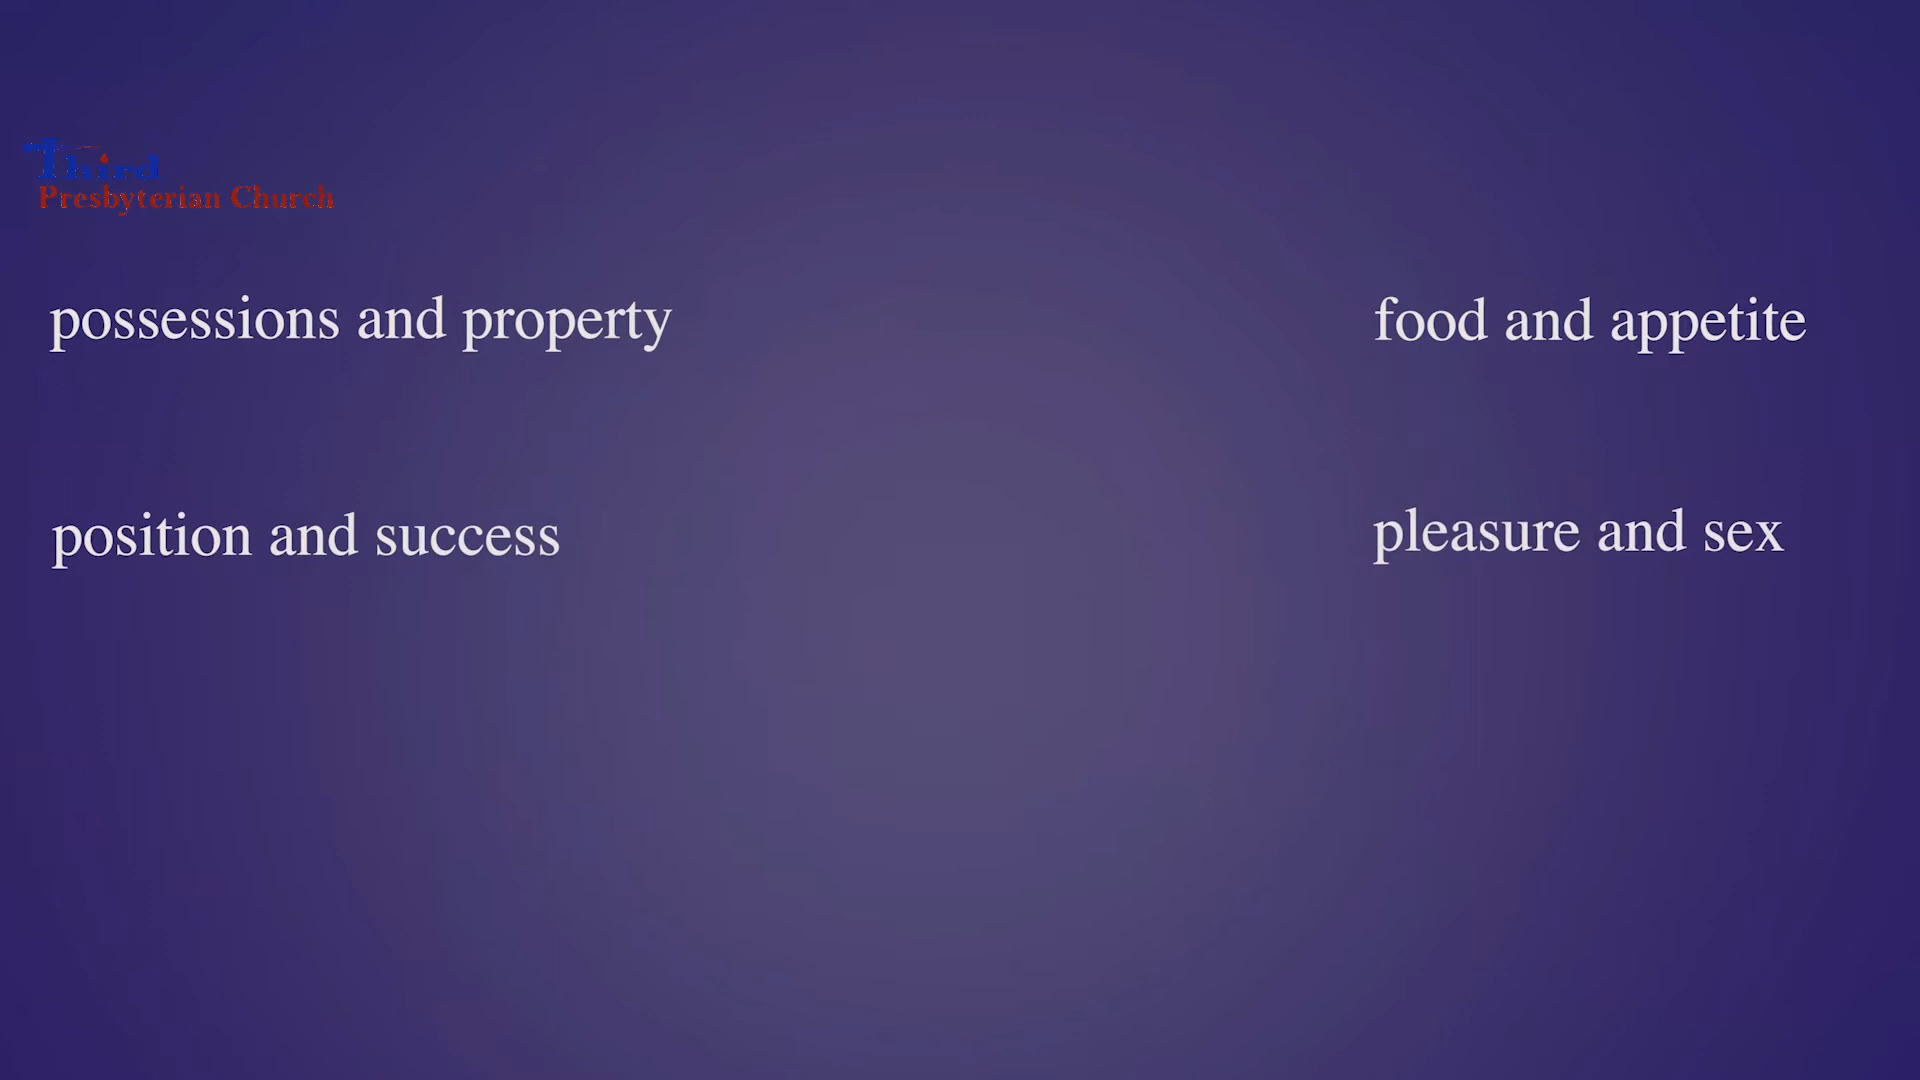 Third
Presbyterian Church
possessions and property
food and appetite
position and success
pleasure and sex